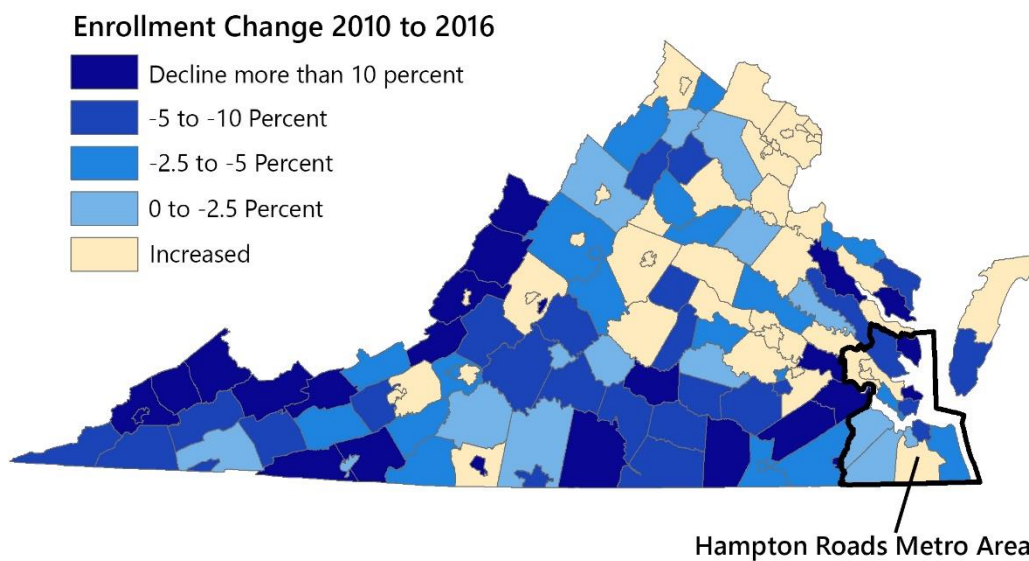 Enrollment Change 2010 to 2016
Decline more than 10 percent
-5 to -10 Percent
-2.5 to -5 Percent
0 to -2.5 Percent
Increased
Hampton Roads Metro Area